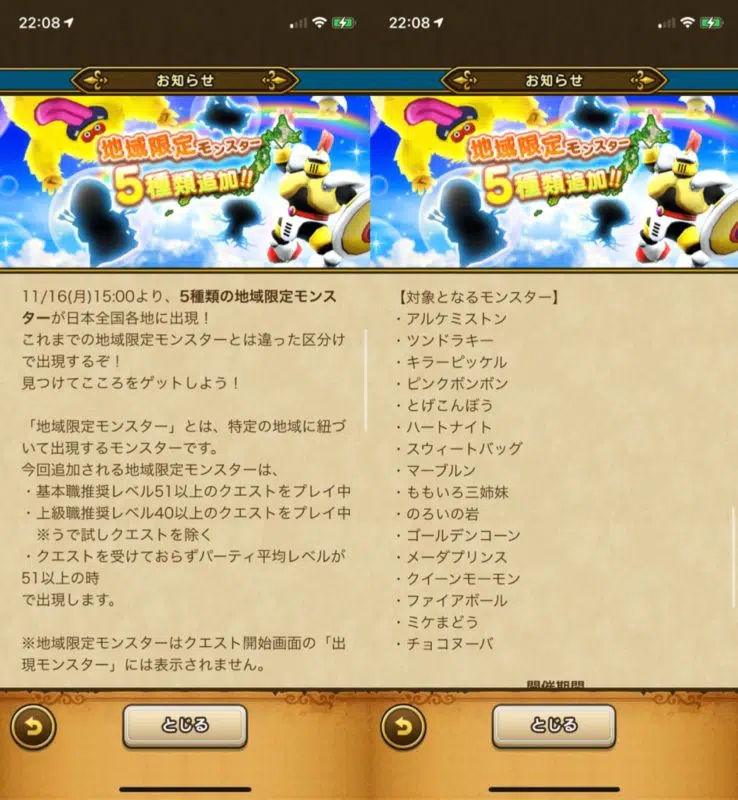 22:08
お知らせ
地域限定モンスター
5種類追加!!
11/16(月)15:00より、5種類の地域限定モンス
ターが日本全国各地に出現！
これまでの地域限定モンスターとは違った区分け
で出現するぞ！
見つけてこころをゲットしよう！
「地域限定モンスター」とは、特定の地域に紐づ
いて出現するモンスターです。
今回追加される地域限定モンスターは、
・基本職推奨レベル51以上のクエストをプレイ中
・上級職推奨レベル40以上のクエストをプレイ中
※うで試しクエストを除く
・クエストを受けておらずパーティ平均レベルが
51以上の時
で出現します。
※地域限定モンスターはクエスト開始画面の「出
現モンスター」には表示されません。
とじる
22:08
お知らせ
地域限定モンスター
5種類追加!!
【対象となるモンスター】
・アルケミストン
・ツンドラキー
・キラーピッケル
・ピンクボンボン
・とげこんぼう
・ハートナイト
・スウィートバッグ
・マーブルン
・ももいろ三姉妹
・のろいの岩
・ゴールデンコーン
・メーダプリンス
・クイーンモーモン
・ファイアボール
・ミケまどう
・チョコヌーバ
開催期間
とじる